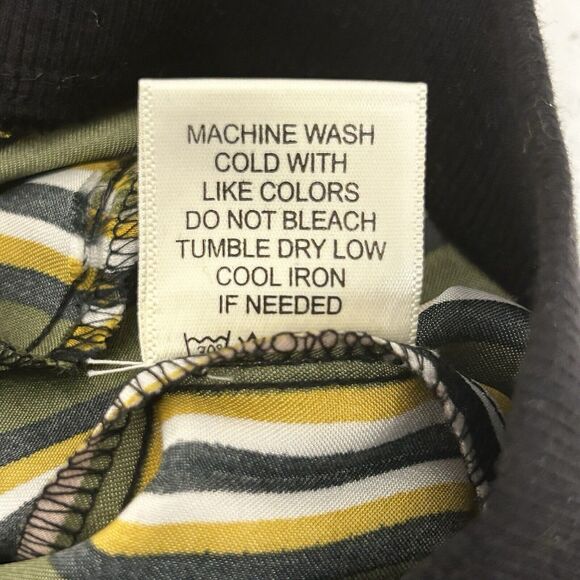 MACHINE WASH
COLD WITH
LIKE COLORS
DO NOT BLEACH
TUMBLE DRY LOW
COOL IRON
IF NEEDED